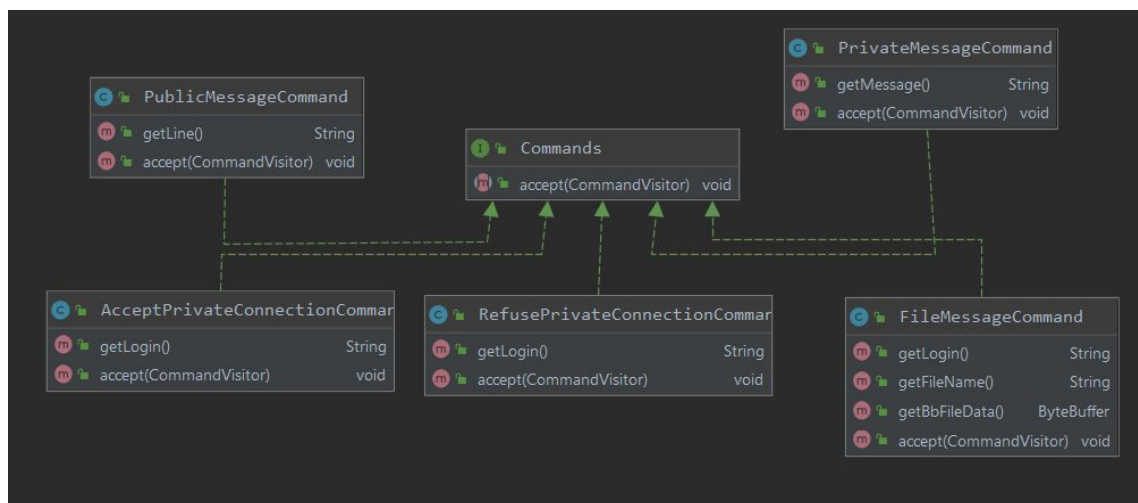 PrivateMessageCommand
getMessage() String
accept(CommandVisitor) void
PublicMessageCommand
getLine() String
accept(CommandVisitor) void
Commands
accept(CommandVisitor) void
AcceptPrivateConnectionCommar
getLogin() String
accept(CommandVisitor) void
RefusePrivateConnectionCommar
getLogin() String
accept(CommandVisitor) void
FileMessageCommand
getLogin() String
getFileName() String
getBbFileData() ByteBuffer
accept(CommandVisitor) void